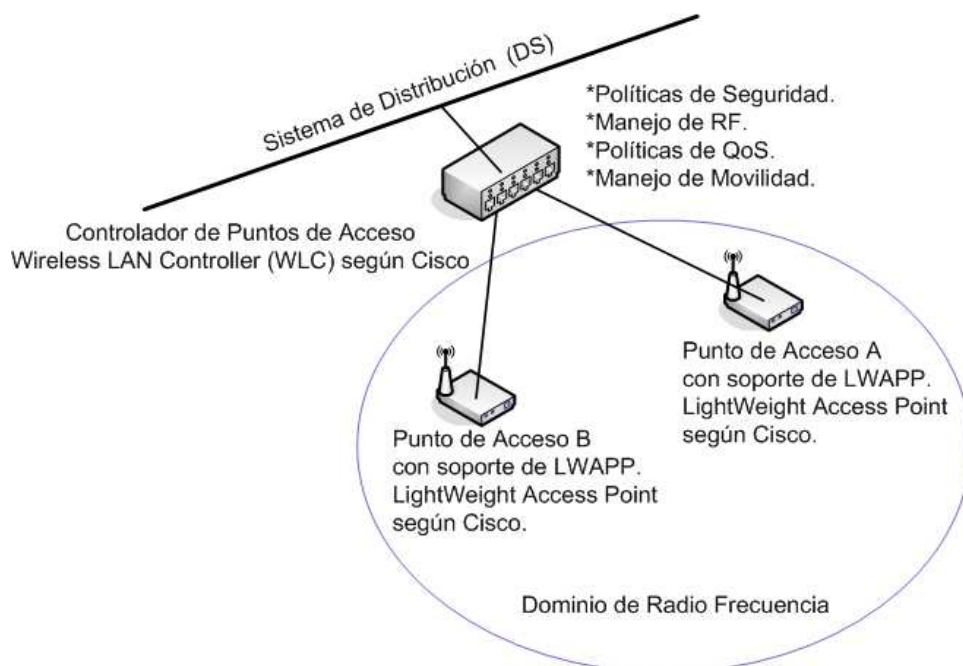 Sistema de Distribución (DS)
*Políticas de Seguridad.
*Manejo de RF.
*Políticas de QoS.
*Manejo de Movilidad.
Controlador de Puntos de Acceso
Wireless LAN Controller (WLC) según Cisco
Punto de Acceso A
con soporte de LWAPP.
LightWeight Access Point
según Cisco.
Punto de Acceso B
con soporte de LWAPP.
LightWeight Access Point
según Cisco.
Dominio de Radio Frecuencia